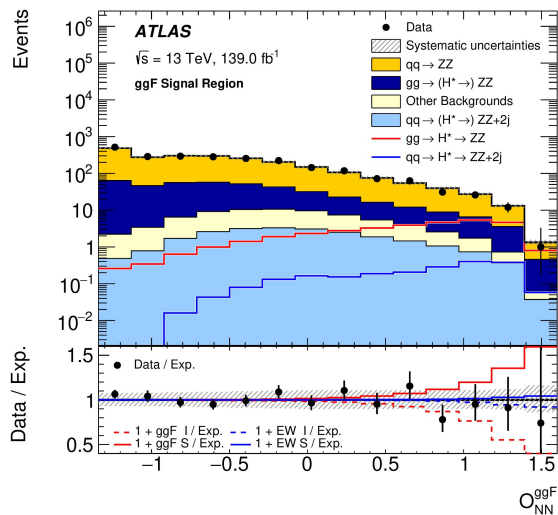 Events
10⁶
10⁵
10⁴
10³
10²
10
1
10⁻¹
10⁻²
ATLAS
√s = 13 TeV, 139.0 fb⁻¹
ggF Signal Region
Data
Systematic uncertainties
qq → ZZ
gg → (H* →) ZZ
Other Backgrounds
qq → (H* →) ZZ+2j
gg → H* → ZZ
qq → H* → ZZ+2j
Data / Exp.
1.5
1
0.5
Data / Exp.
1 + ggF I / Exp.
1 + EW I / Exp.
1 + ggF S / Exp.
1 + EW S / Exp.
−1 −0.5 0 0.5 1 1.5
O_NN^ggF